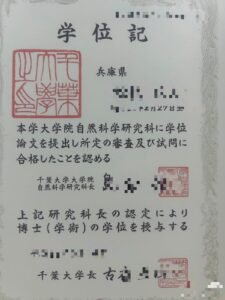 学位記
兵庫県
本学大学院自然科学研究科に学位
論文を提出し所定の審査及び試問に
合格したことを認める
千葉大学大学院
自然科学研究科長
上記研究科長の認定により
博士(学術)の学位を授与する
千葉大学長 古